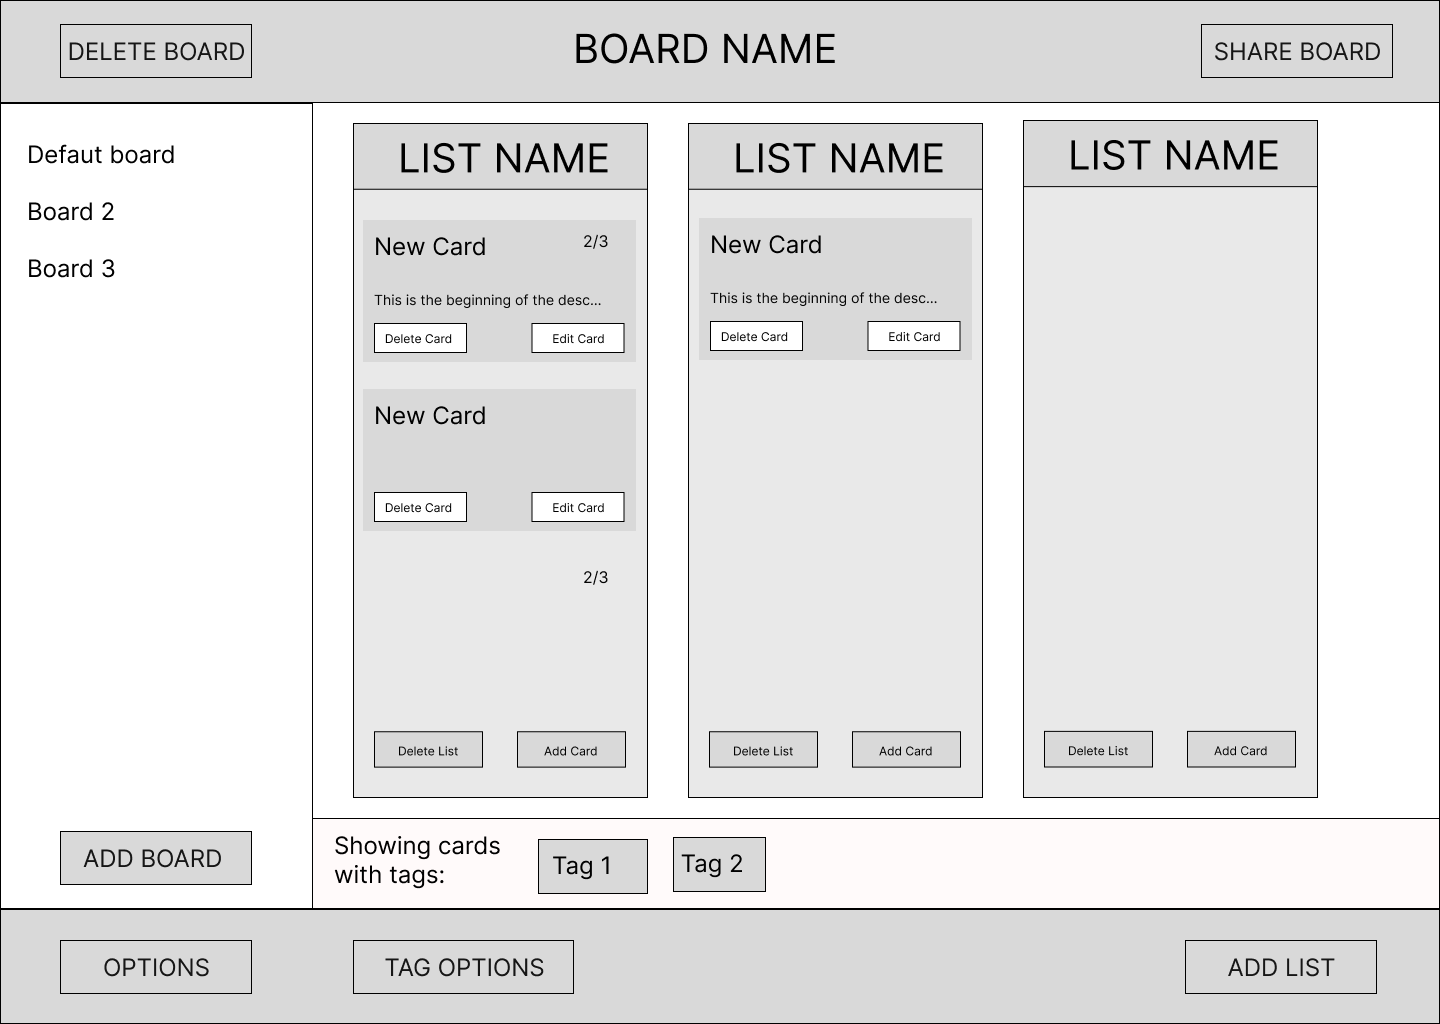 DELETE BOARD
BOARD NAME
SHARE BOARD
Defaut board
Board 2
Board 3
ADD BOARD
LIST NAME
New Card
2/3
This is the beginning of the desc...
Delete Card
Edit Card
New Card
Delete Card
Edit Card
2/3
Delete List
Add Card
LIST NAME
New Card
This is the beginning of the desc...
Delete Card
Edit Card
Delete List
Add Card
LIST NAME
Delete List
Add Card
Showing cards
with tags:
Tag 1
Tag 2
OPTIONS
TAG OPTIONS
ADD LIST